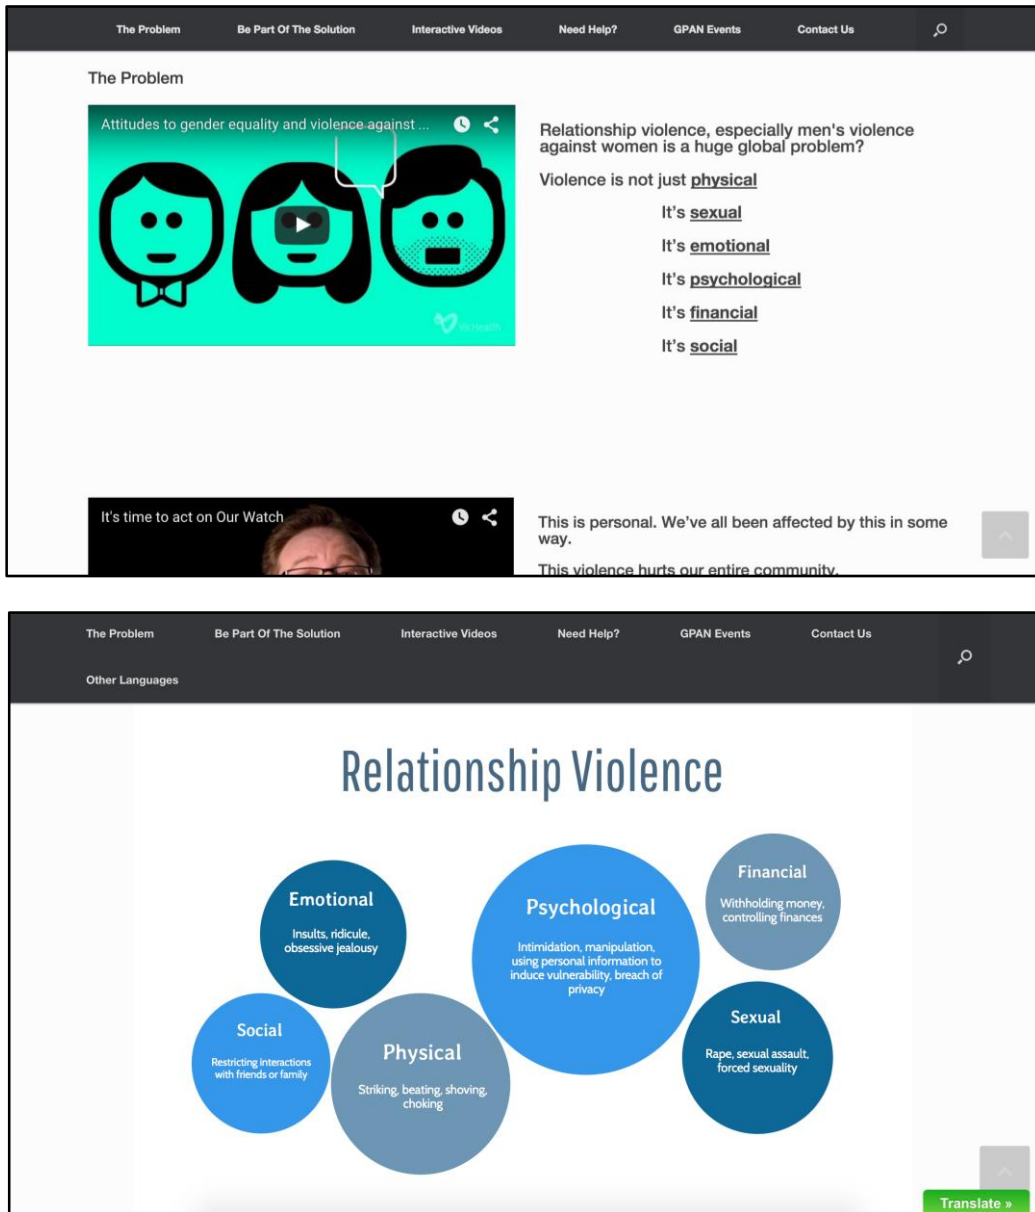 The Problem Be Part Of The Solution Interactive Videos Need Help? GPAN Events Contact Us
The Problem
Attitudes to gender equality and violence against ...
VicHealth
Relationship violence, especially men's violence
against women is a huge global problem?
Violence is not just physical
It's sexual
It's emotional
It's psychological
It's financial
It's social
It's time to act on Our Watch
This is personal. We've all been affected by this in some
way.
This violence hurts our entire community.
The Problem Be Part Of The Solution Interactive Videos Need Help? GPAN Events Contact Us
Other Languages
Relationship Violence
Emotional
Insults, ridicule,
obsessive jealousy
Psychological
Intimidation, manipulation,
using personal information to
induce vulnerability, breach of
privacy
Financial
Withholding money,
controlling finances
Social
Restricting interactions
with friends or family
Physical
Striking, beating, shoving,
choking
Sexual
Rape, sexual assault,
forced sexuality
Translate »